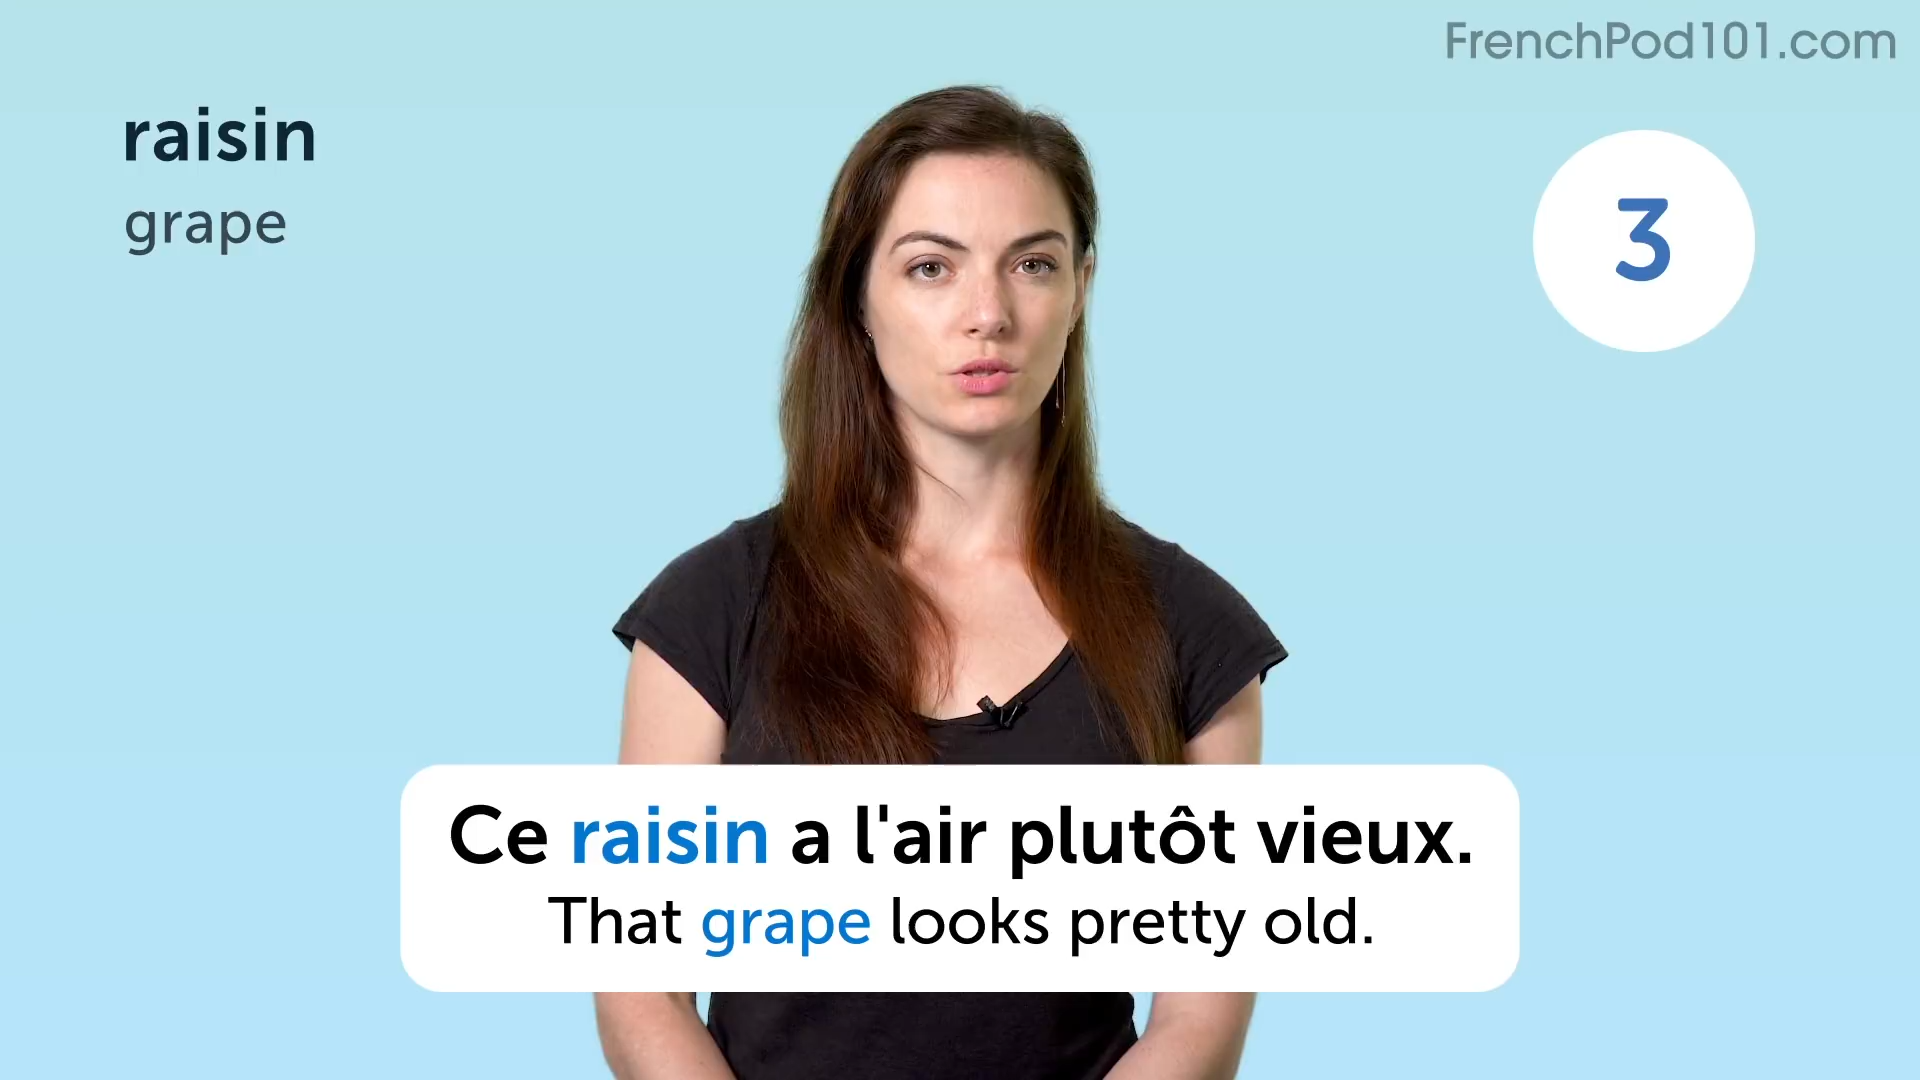 FrenchPod101.com
raisin
grape
3
Ce raisin a l'air plutôt vieux.
That grape looks pretty old.